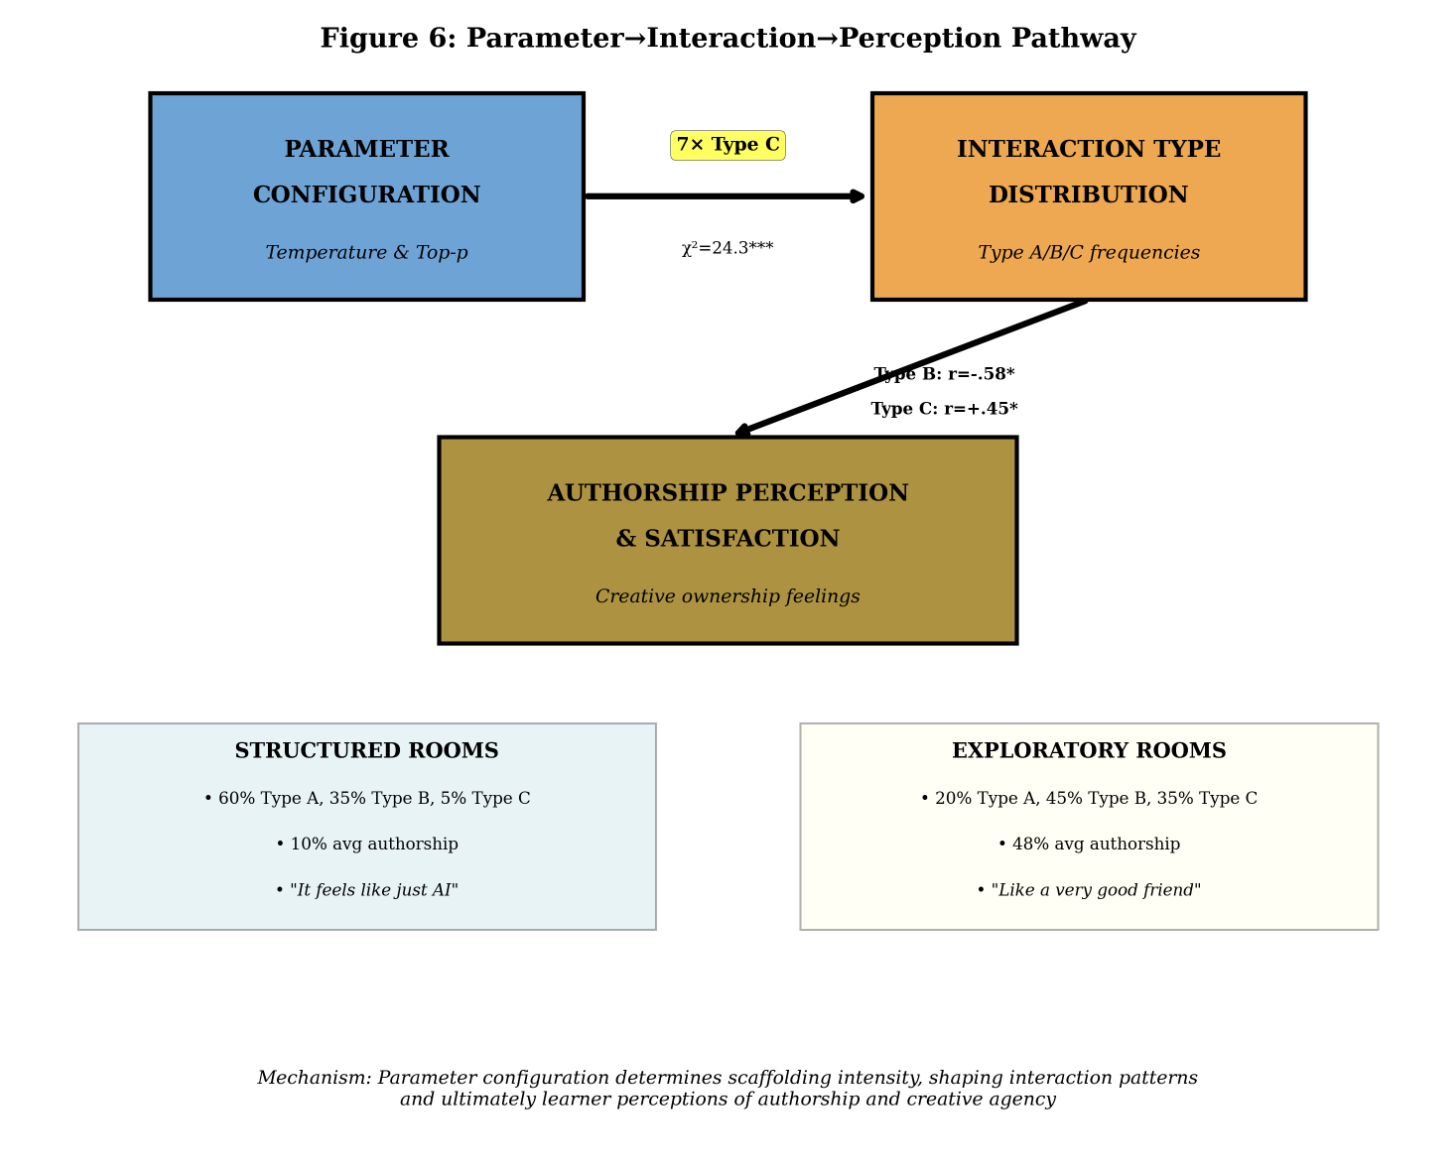 Figure 6: Parameter→Interaction→Perception Pathway
PARAMETER
CONFIGURATION
Temperature & Top-p
7× Type C
χ²=24.3***
INTERACTION TYPE
DISTRIBUTION
Type A/B/C frequencies
Type B: r=-.58*
Type C: r=+.45*
AUTHORSHIP PERCEPTION
& SATISFACTION
Creative ownership feelings
STRUCTURED ROOMS
• 60% Type A, 35% Type B, 5% Type C
• 10% avg authorship
• "It feels like just AI"
EXPLORATORY ROOMS
• 20% Type A, 45% Type B, 35% Type C
• 48% avg authorship
• "Like a very good friend"
Mechanism: Parameter configuration determines scaffolding intensity, shaping interaction patterns
and ultimately learner perceptions of authorship and creative agency